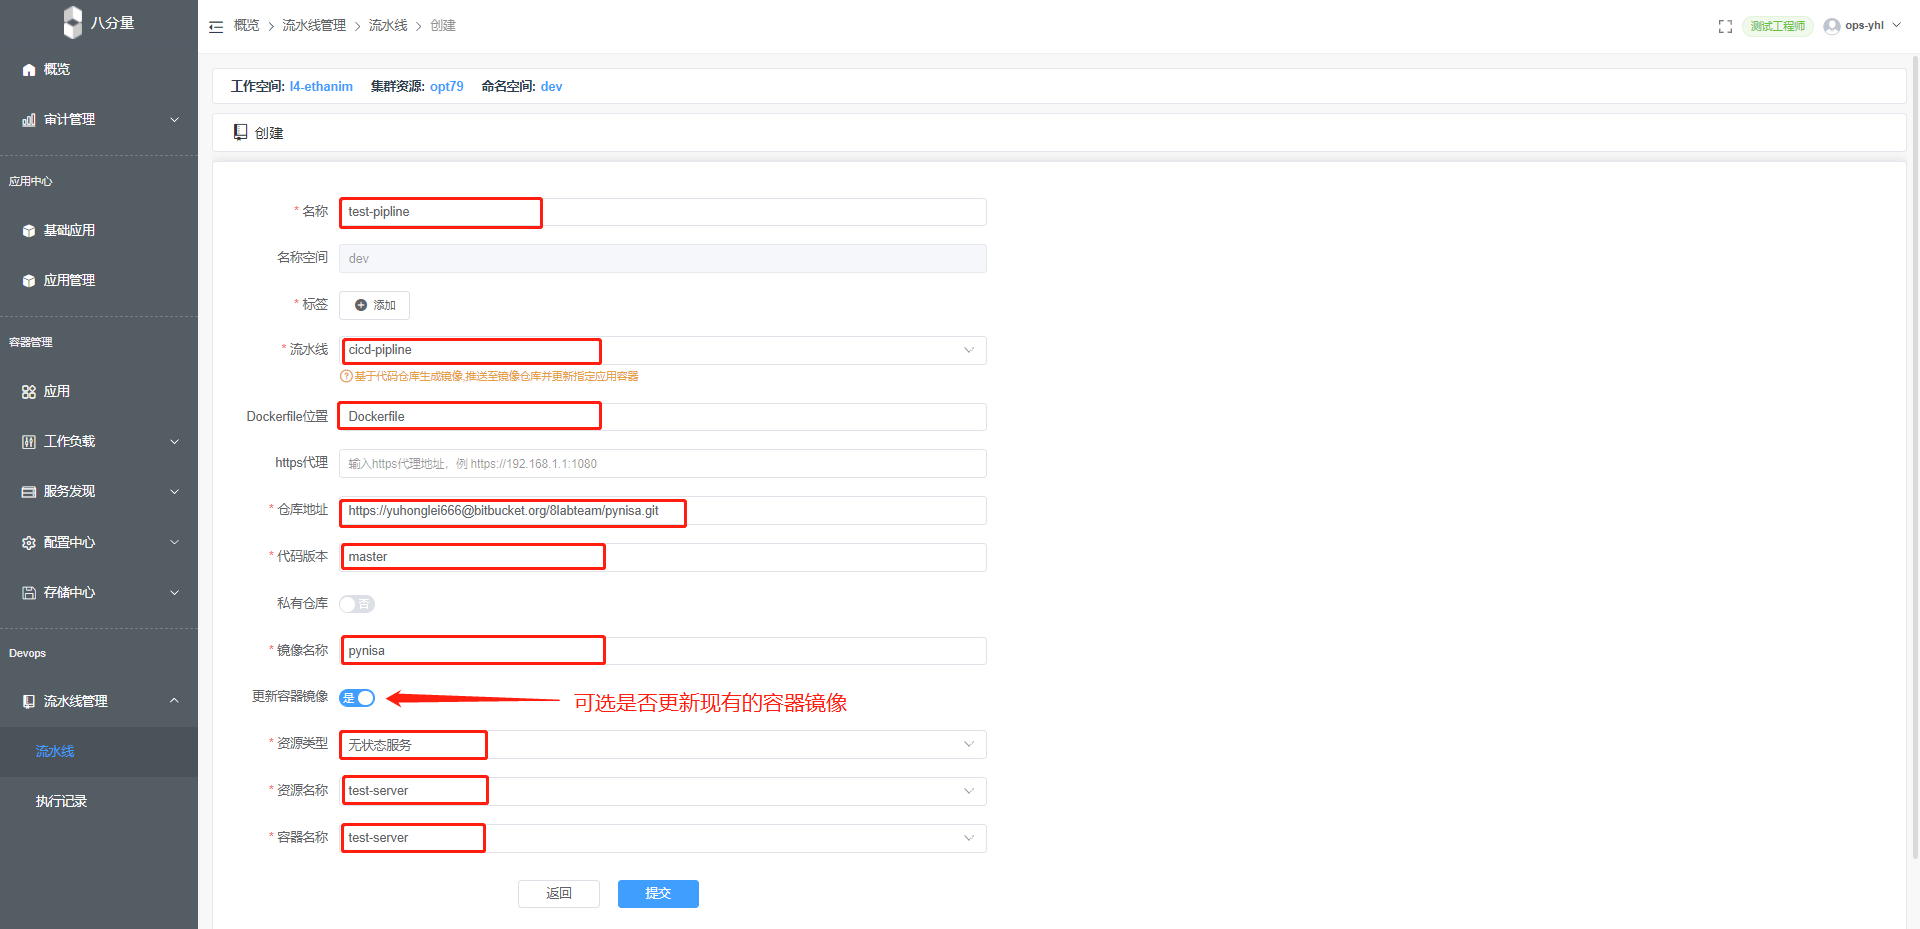 八分量
概览
审计管理
应用中心
基础应用
应用管理
容器管理
应用
工作负载
服务发现
配置中心
存储中心
Devops
流水线管理
流水线
执行记录
概览 > 流水线管理 > 流水线 > 创建
测试工程师 ops-yhl
工作空间: l4-ethanim 集群资源: opt79 命名空间: dev
创建
* 名称 test-pipline
名称空间 dev
* 标签 添加
* 流水线 cicd-pipline
基于代码仓库生成镜像,推送至镜像仓库并更新指定应用容器
Dockerfile位置 Dockerfile
https代理 输入https代理地址，例 https://192.168.1.1:1080
* 仓库地址 https://yuhonglei666@bitbucket.org/8labteam/pynisa.git
* 代码版本 master
私有仓库 否
* 镜像名称 pynisa
更新容器镜像 是 可选是否更新现有的容器镜像
* 资源类型 无状态服务
* 资源名称 test-server
* 容器名称 test-server
返回 提交